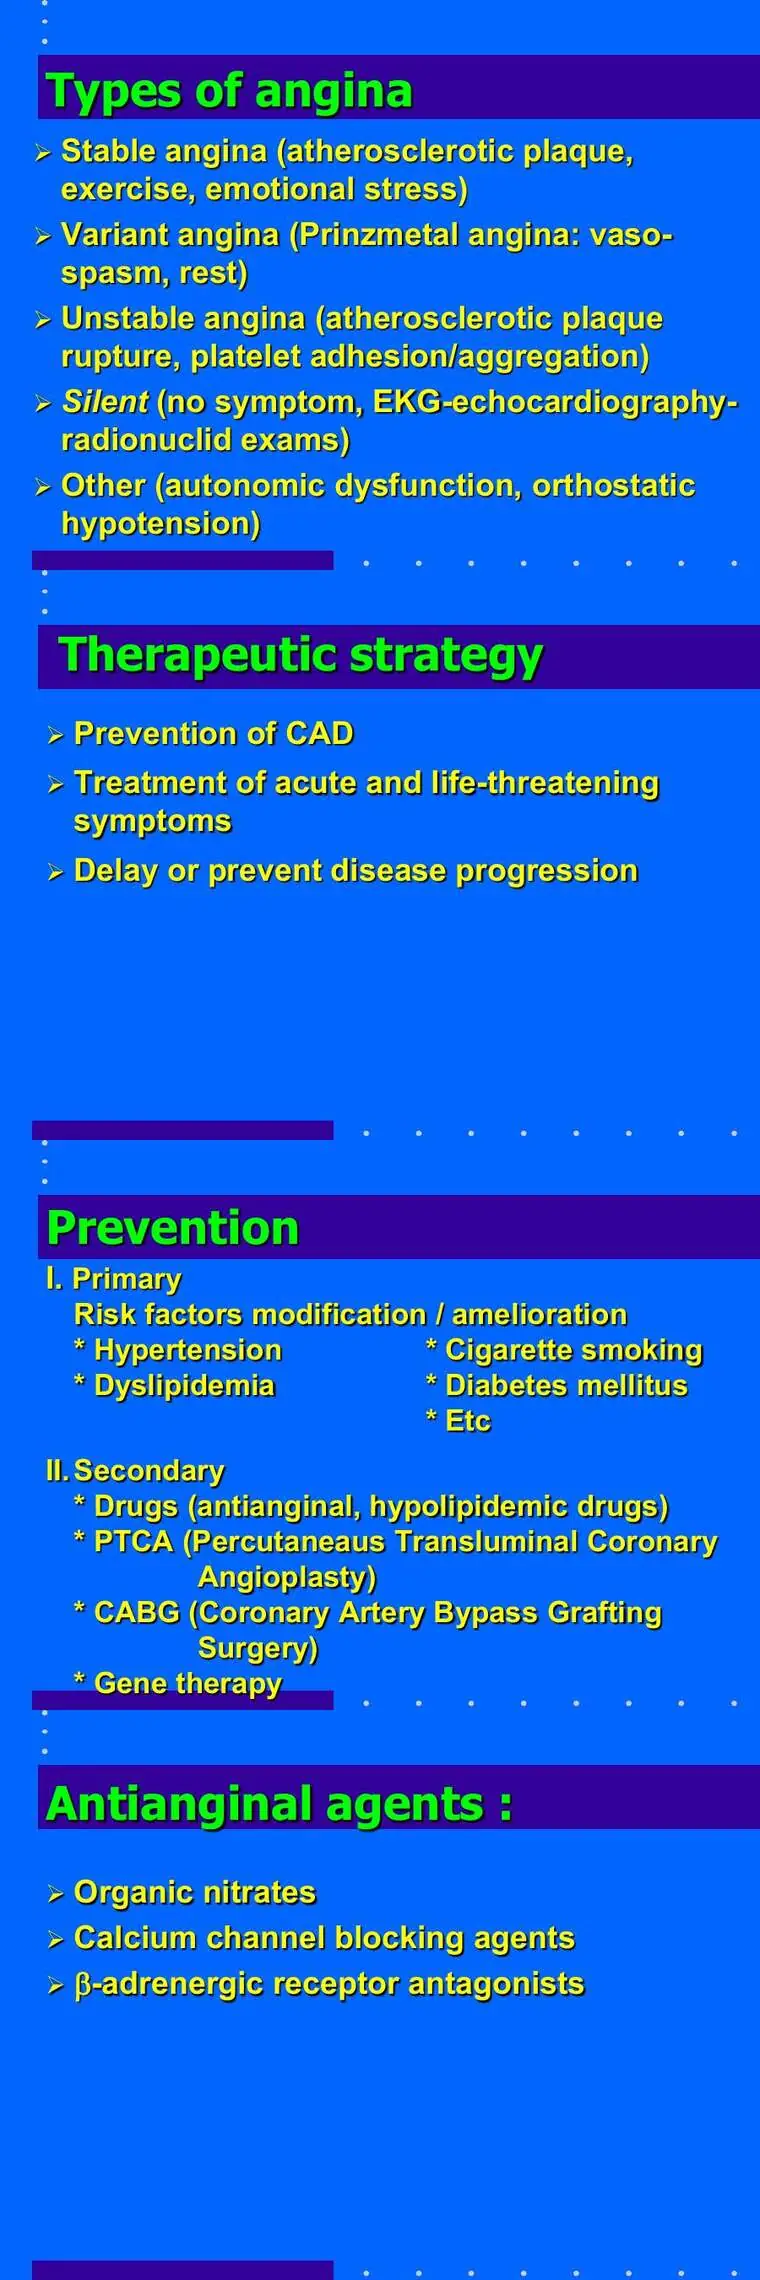 Types of angina
➢ Stable angina (atherosclerotic plaque,
exercise, emotional stress)
➢ Variant angina (Prinzmetal angina: vaso-
spasm, rest)
➢ Unstable angina (atherosclerotic plaque
rupture, platelet adhesion/aggregation)
➢ Silent (no symptom, EKG-echocardiography-
radionuclid exams)
➢ Other (autonomic dysfunction, orthostatic
hypotension)
Therapeutic strategy
➢ Prevention of CAD
➢ Treatment of acute and life-threatening
symptoms
➢ Delay or prevent disease progression
Prevention
I. Primary
Risk factors modification / amelioration
* Hypertension * Cigarette smoking
* Dyslipidemia * Diabetes mellitus
* Etc
II. Secondary
* Drugs (antianginal, hypolipidemic drugs)
* PTCA (Percutaneaus Transluminal Coronary
Angioplasty)
* CABG (Coronary Artery Bypass Grafting
Surgery)
* Gene therapy
Antianginal agents :
➢ Organic nitrates
➢ Calcium channel blocking agents
➢ β-adrenergic receptor antagonists